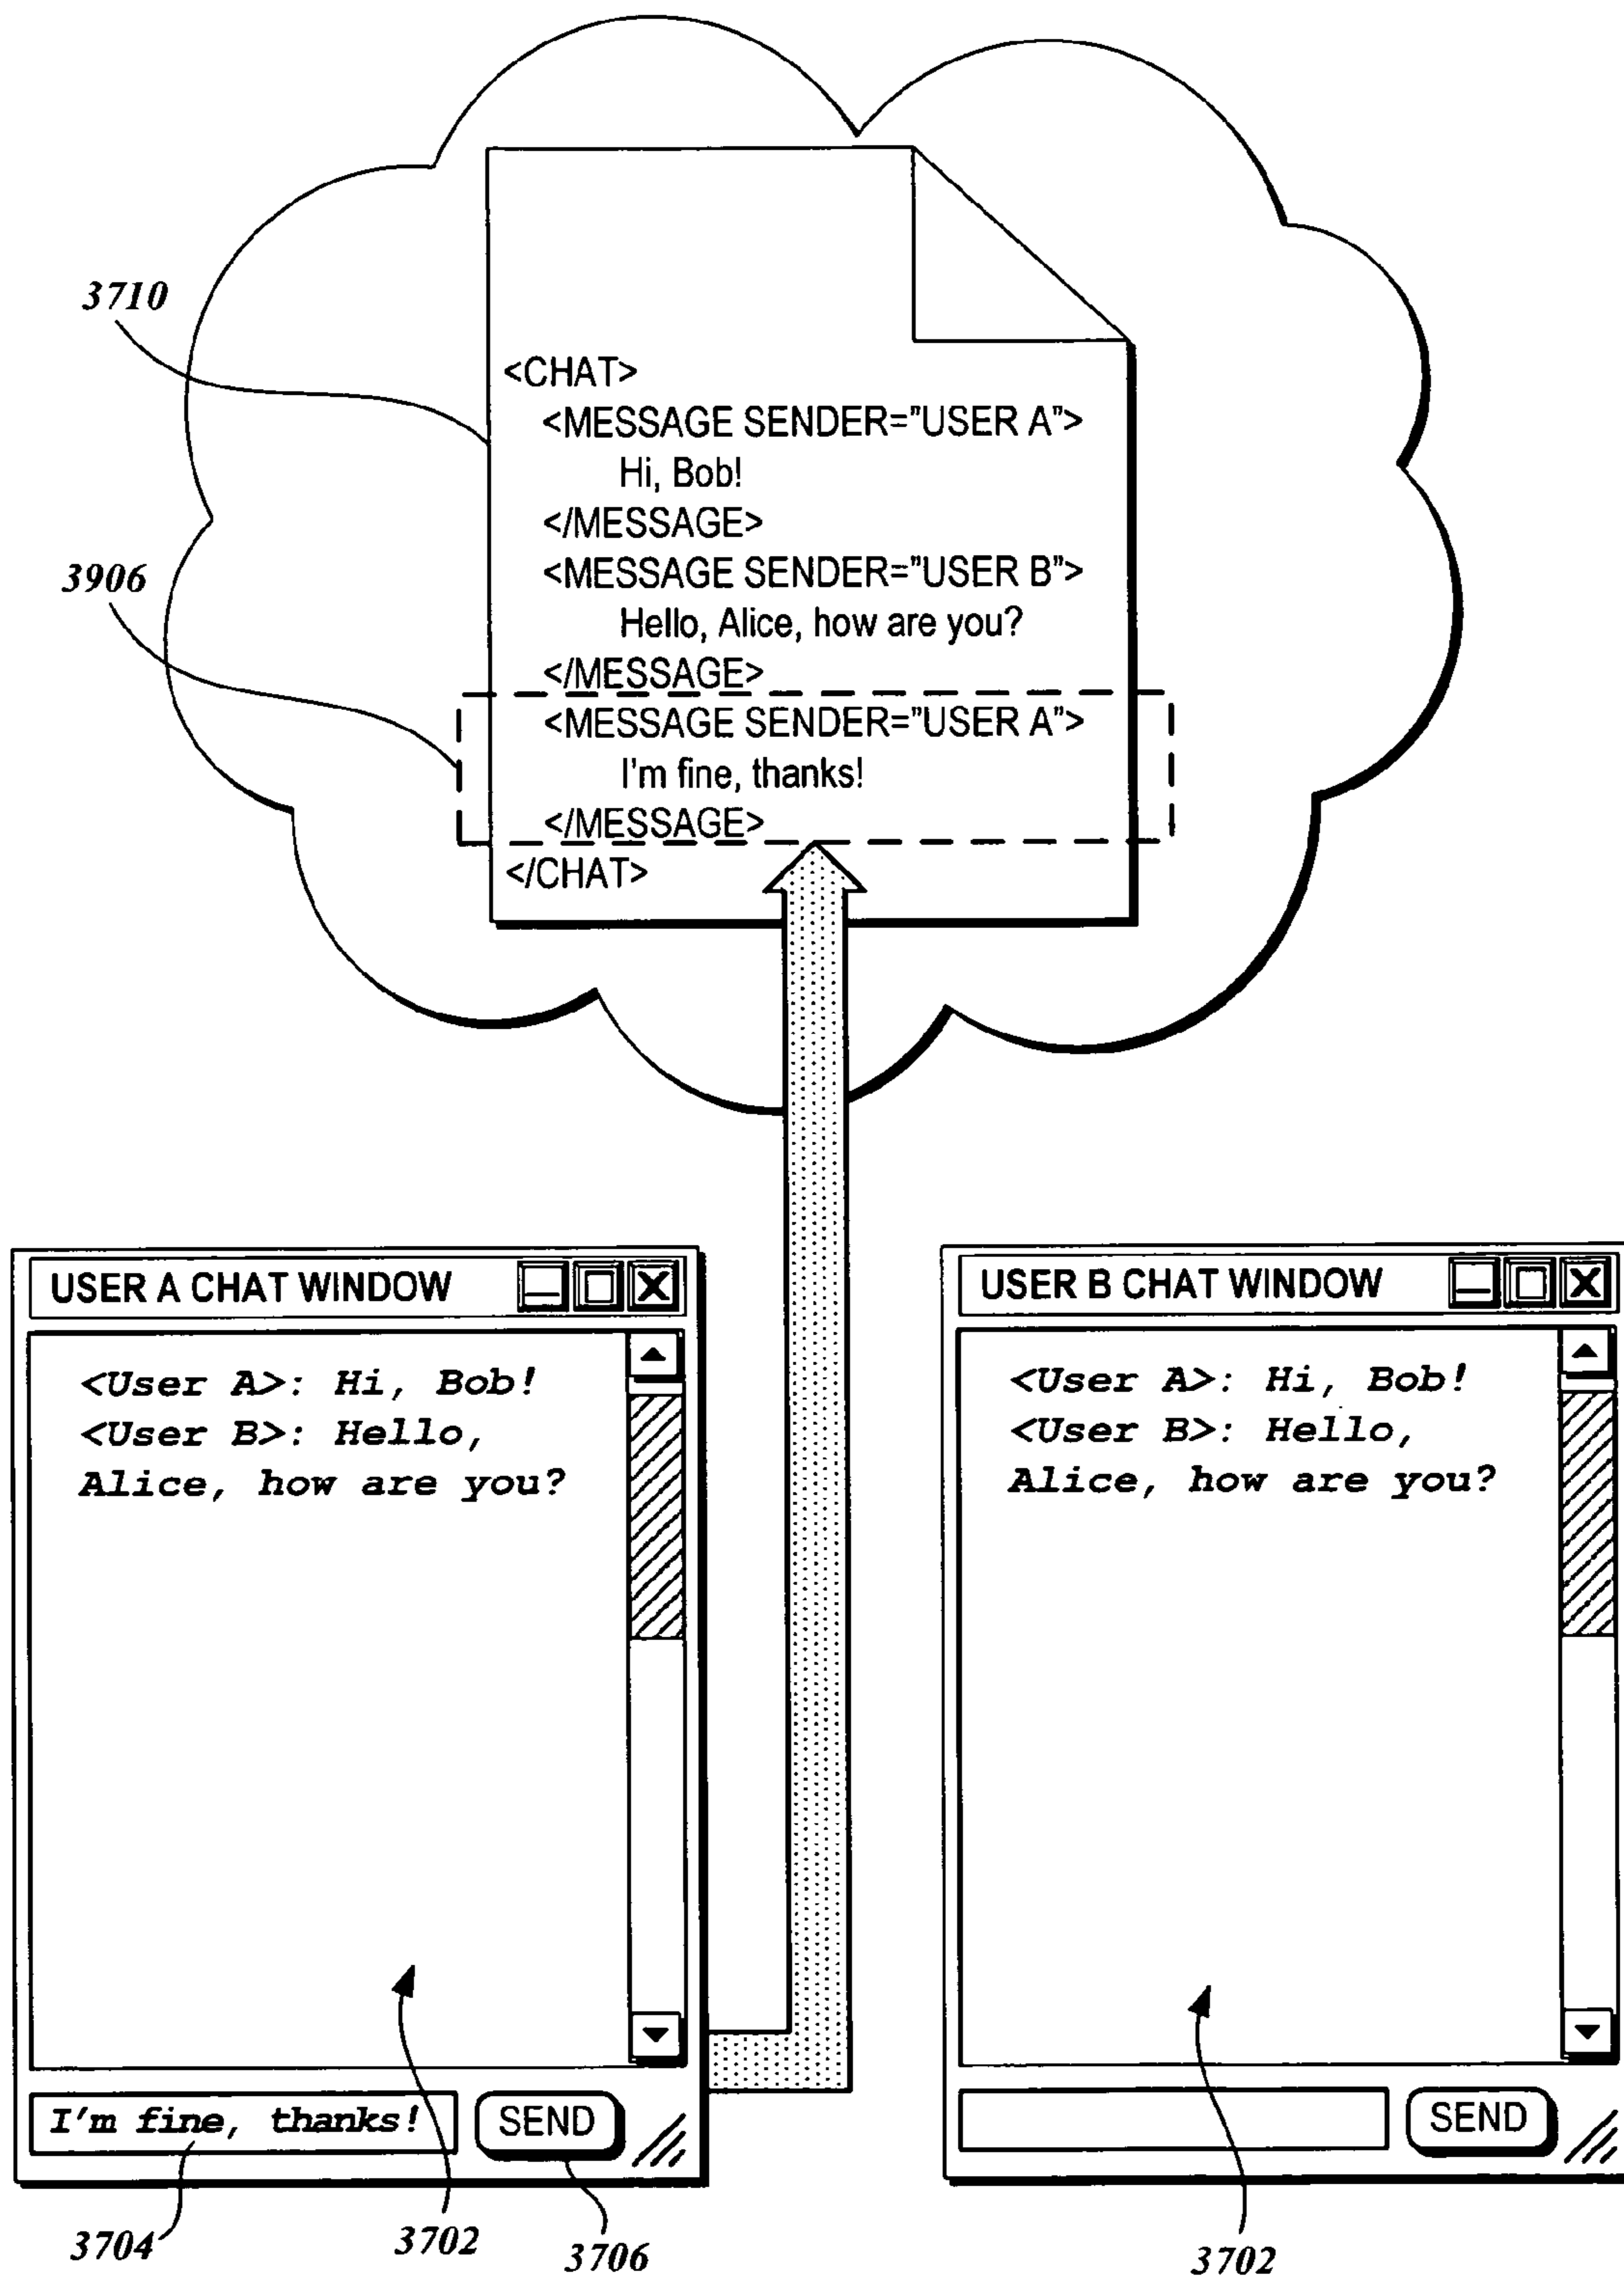 3710
<CHAT>
<MESSAGE SENDER="USER A">
Hi, Bob!
</MESSAGE>
<MESSAGE SENDER="USER B">
Hello, Alice, how are you?
</MESSAGE>
3906
<MESSAGE SENDER="USER A">
I'm fine, thanks!
</MESSAGE>
</CHAT>
USER A CHAT WINDOW
<User A>: Hi, Bob!
<User B>: Hello,
Alice, how are you?
I'm fine, thanks!
SEND
3704
3702
3706
USER B CHAT WINDOW
<User A>: Hi, Bob!
<User B>: Hello,
Alice, how are you?
SEND
3702